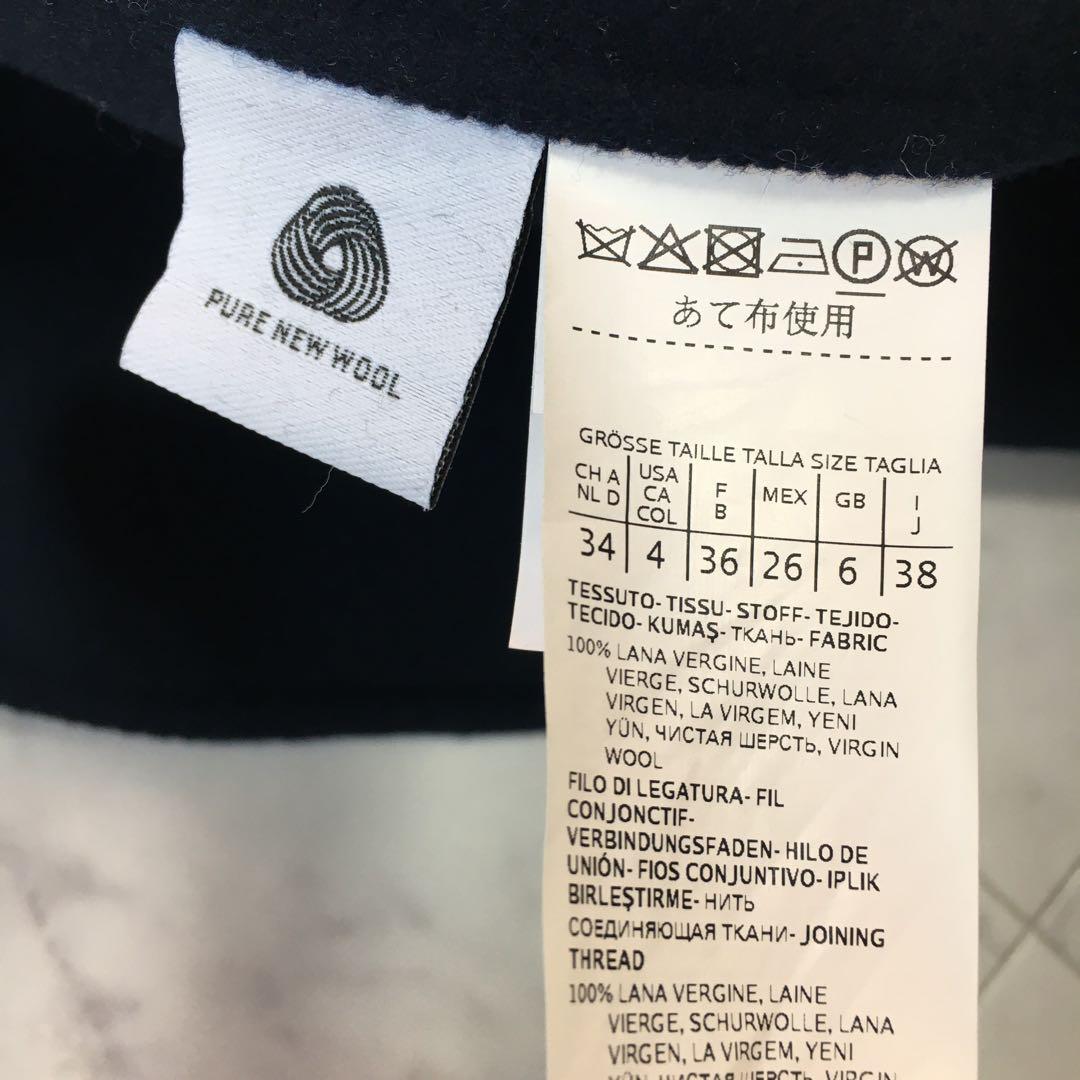 PURE NEW WOOL
P W
あて布使用
GRÖSSE TAILLE TALLA SIZE TAGLIA
CH A NL D USA CA COL F B MEX GB I J
34 4 36 26 6 38
TESSUTO- TISSU- STOFF- TEJIDO-
TECIDO- KUMAŞ- ТКАНЬ- FABRIC
100% LANA VERGINE, LAINE
VIERGE, SCHURWOLLE, LANA
VIRGEN, LA VIRGEM, YENI
YÜN, ЧИСТАЯ ШЕРСТЬ, VIRGIN
WOOL
FILO DI LEGATURA- FIL
CONJONCTIF-
VERBINDUNGSFADEN- HILO DE
UNIÓN- FIOS CONJUNTIVO- IPLIK
BIRLEŞTIRME- НИТЬ
СОЕДИНЯЮЩАЯ ТКАНИ- JOINING
THREAD
100% LANA VERGINE, LAINE
VIERGE, SCHURWOLLE, LANA
VIRGEN, LA VIRGEM, YENI
YÜN, ЧИСТАЯ ШЕРСТЬ, VIRGIN